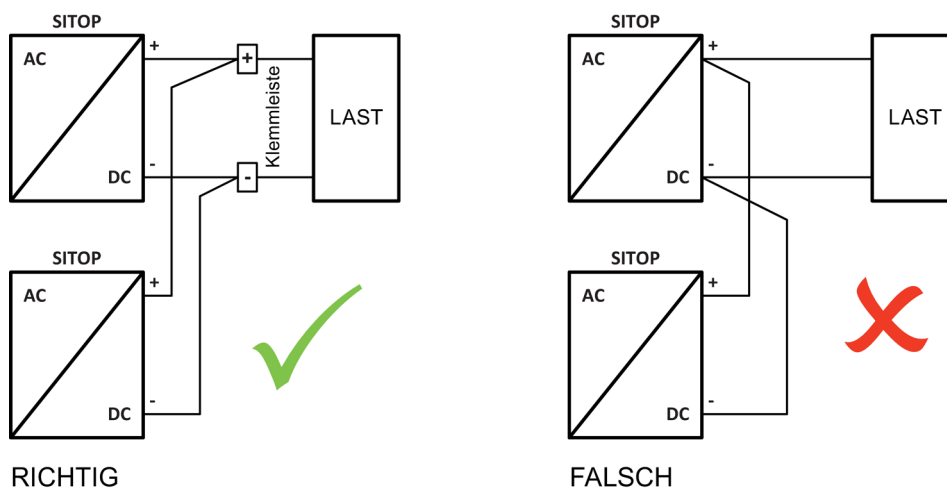 SITOP
AC
+
-
DC
+
-
Klemmleiste
LAST
SITOP
AC
+
-
DC
RICHTIG
SITOP
AC
+
-
DC
LAST
SITOP
AC
+
-
DC
FALSCH